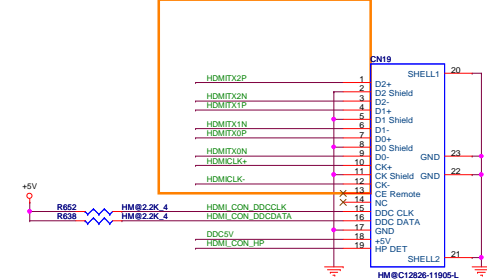 CN19
SHELL1 20
HDMITX2P 1 D2+
2 D2 Shield
HDMITX2N 3 D2-
HDMITX1P 4 D1+
5 D1 Shield
HDMITX1N 6 D1-
HDMITX0P 7 D0+
8 D0 Shield
HDMITX0N 9 D0- GND 23
HDMICLK+ 10 CK+
11 CK Shield GND 22
HDMICLK- 12 CK-
13 CE Remote
+5V
14 NC
R652 HM@2.2K_4 HDMI_CON_DDCCLK 15 DDC CLK
R638 HM@2.2K_4 HDMI_CON_DDCDATA 16 DDC DATA
17 GND
DDC5V 18 +5V
HDMI_CON_HP 19 HP DET
SHELL2 21
HM@C12826-11905-L